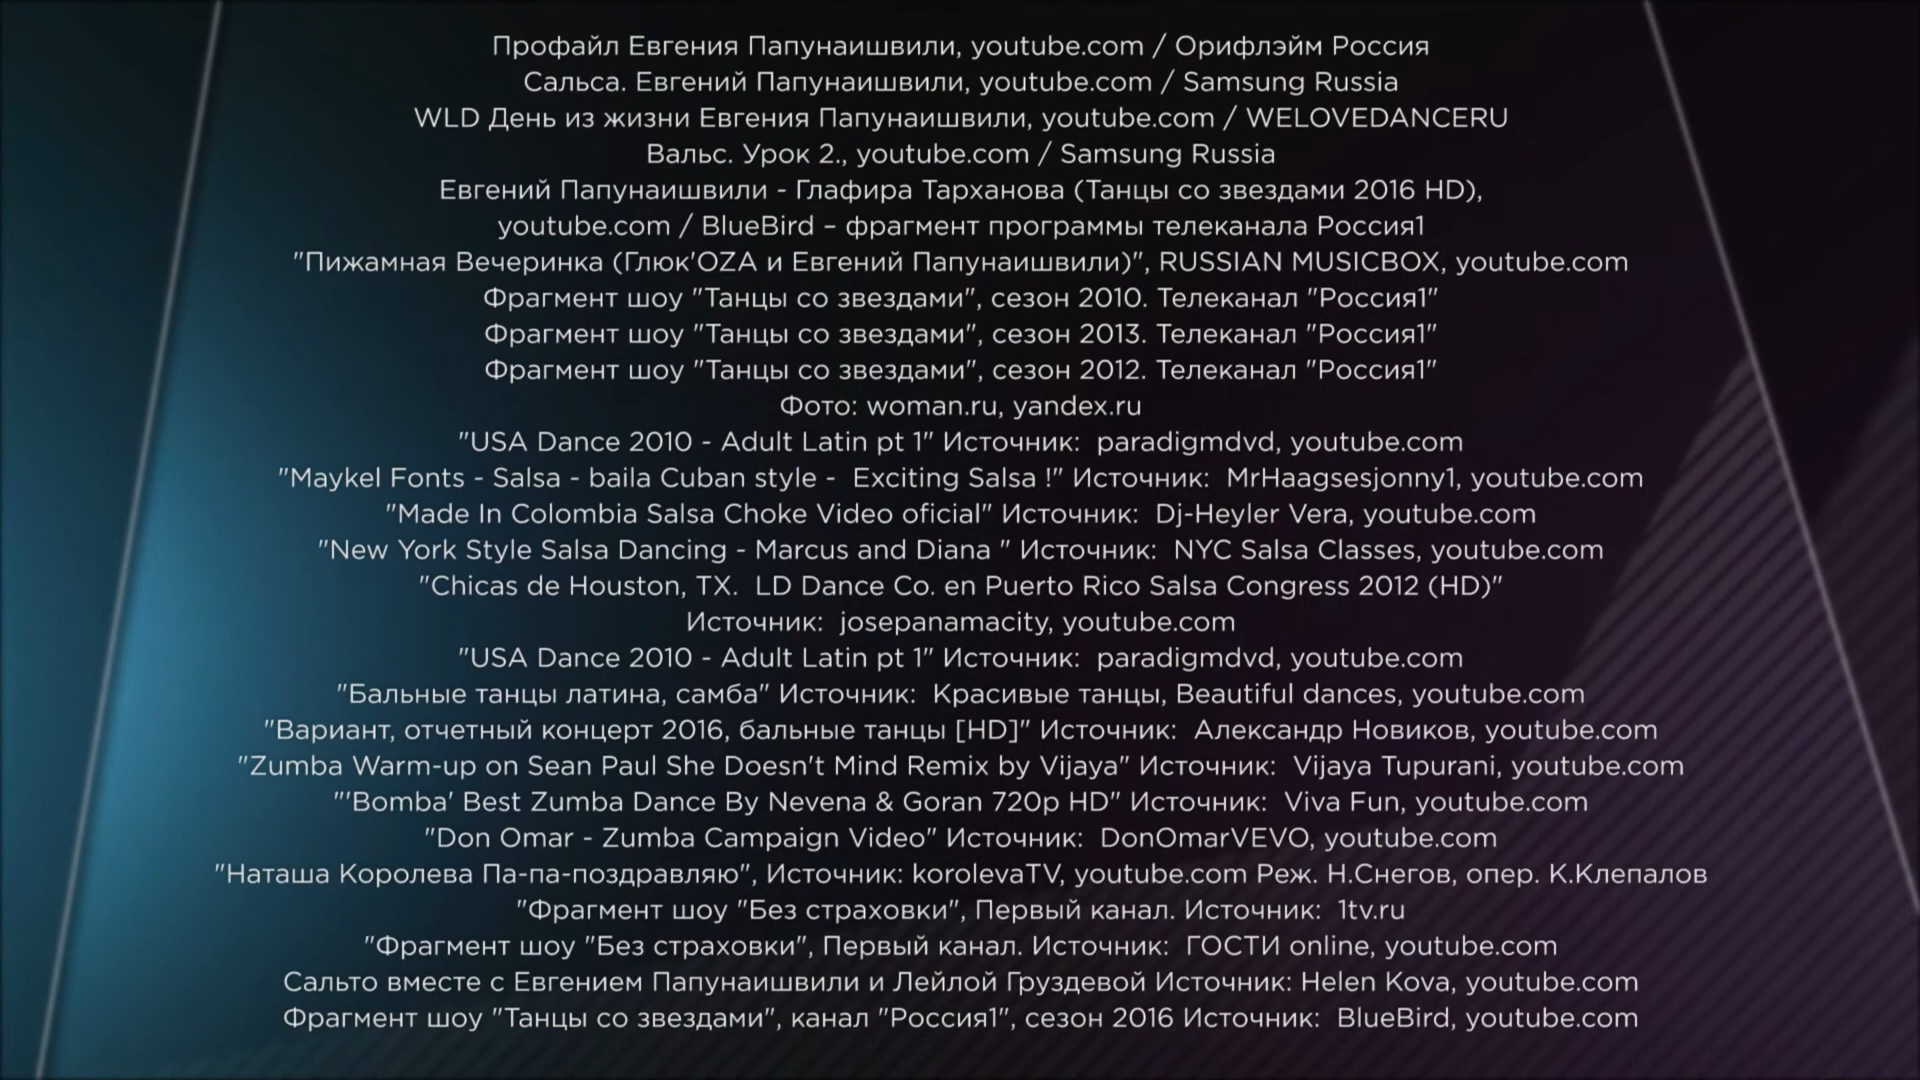 Профайл Евгения Папунаишвили, youtube.com / Орифлэйм Россия
Сальса. Евгений Папунаишвили, youtube.com / Samsung Russia
WLD День из жизни Евгения Папунаишвили, youtube.com / WELOVEDANCERU
Вальс. Урок 2., youtube.com / Samsung Russia
Евгений Папунаишвили - Глафира Тарханова (Танцы со звездами 2016 HD),
youtube.com / BlueBird – фрагмент программы телеканала Россия1
"Пижамная Вечеринка (Глюк'OZA и Евгений Папунаишвили)", RUSSIAN MUSICBOX, youtube.com
Фрагмент шоу "Танцы со звездами", сезон 2010. Телеканал "Россия1"
Фрагмент шоу "Танцы со звездами", сезон 2013. Телеканал "Россия1"
Фрагмент шоу "Танцы со звездами", сезон 2012. Телеканал "Россия1"
Фото: woman.ru, yandex.ru
"USA Dance 2010 - Adult Latin pt 1" Источник:  paradigmdvd, youtube.com
"Maykel Fonts - Salsa - baila Cuban style -  Exciting Salsa !" Источник:  MrHaagsesjonny1, youtube.com
"Made In Colombia Salsa Choke Video oficial" Источник:  Dj-Heyler Vera, youtube.com
"New York Style Salsa Dancing - Marcus and Diana " Источник:  NYC Salsa Classes, youtube.com
"Chicas de Houston, TX.  LD Dance Co. en Puerto Rico Salsa Congress 2012 (HD)"
Источник:  josepanamacity, youtube.com
"USA Dance 2010 - Adult Latin pt 1" Источник:  paradigmdvd, youtube.com
"Бальные танцы латина, самба" Источник:  Красивые танцы, Beautiful dances, youtube.com
"Вариант, отчетный концерт 2016, бальные танцы [HD]" Источник:  Александр Новиков, youtube.com
"Zumba Warm-up on Sean Paul She Doesn't Mind Remix by Vijaya" Источник:  Vijaya Tupurani, youtube.com
"'Bomba' Best Zumba Dance By Nevena & Goran 720p HD" Источник:  Viva Fun, youtube.com
"Don Omar - Zumba Campaign Video" Источник:  DonOmarVEVO, youtube.com
"Наташа Королева Па-па-поздравляю", Источник: korolevaTV, youtube.com Реж. Н.Снегов, опер. К.Клепалов
"Фрагмент шоу "Без страховки", Первый канал. Источник:  1tv.ru
"Фрагмент шоу "Без страховки", Первый канал. Источник:  ГОСТИ online, youtube.com
Сальто вместе с Евгением Папунаишвили и Лейлой Груздевой Источник: Helen Kova, youtube.com
Фрагмент шоу "Танцы со звездами", канал "Россия1", сезон 2016 Источник:  BlueBird, youtube.com